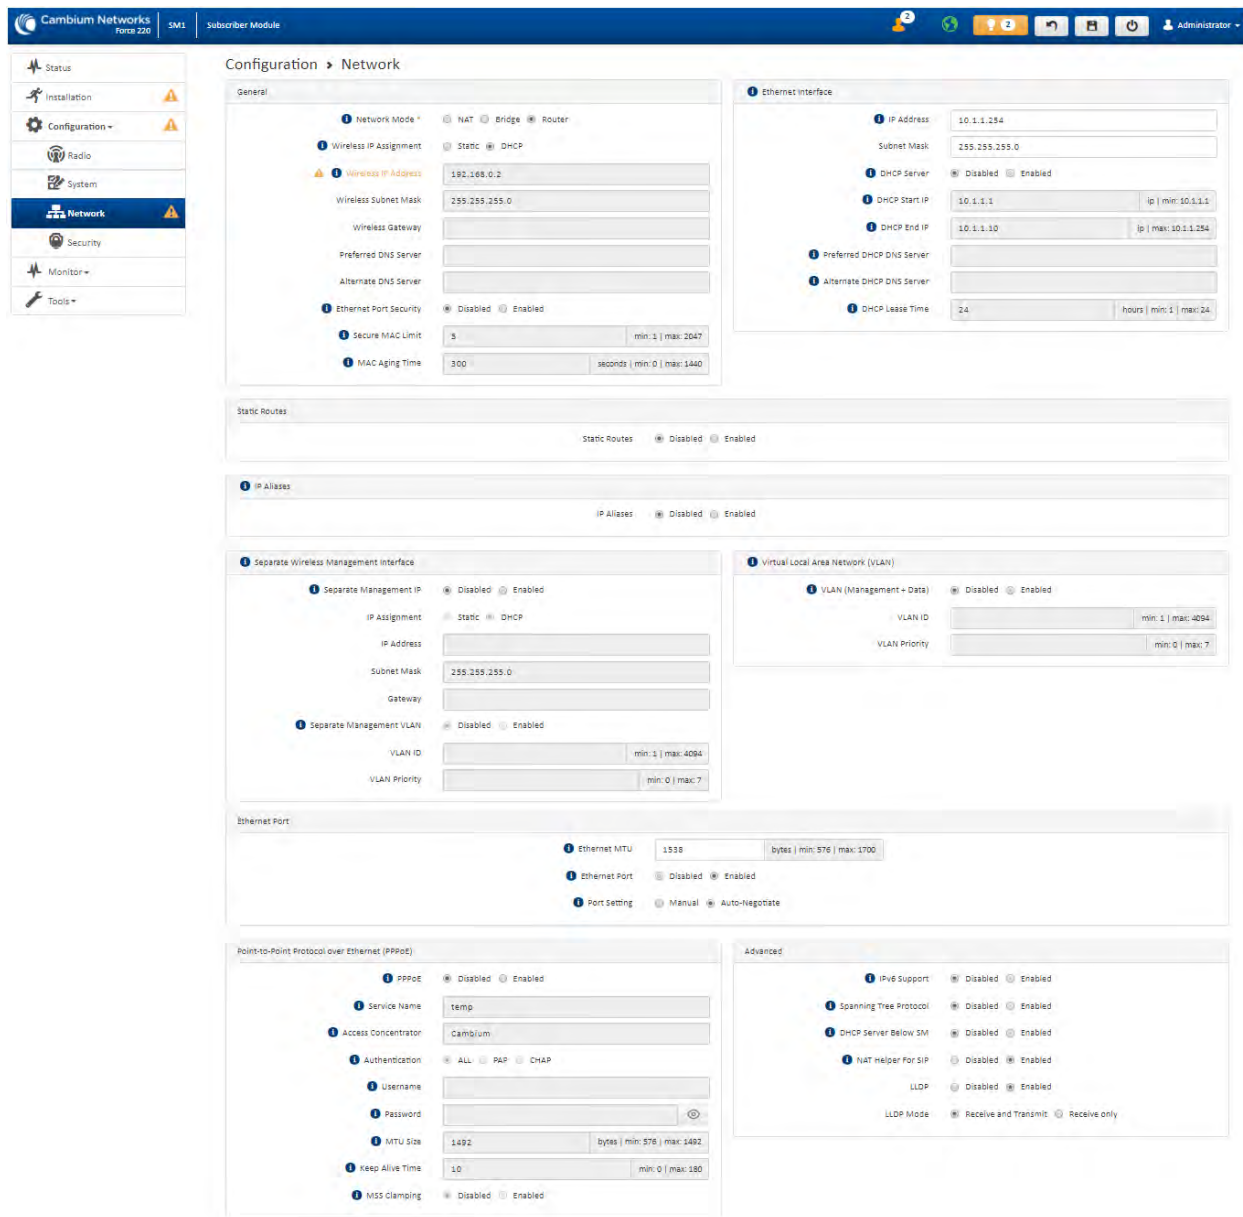 Cambium Networks
Force 220
SM1
Subscriber Module
2
2
Administrator
Status
Installation
Configuration
Radio
System
Network
Security
Monitor
Tools
Configuration > Network
General
Network Mode *
NAT Bridge Router
Wireless IP Assignment
Static DHCP
Wireless IP Address
192.168.0.2
Wireless Subnet Mask
255.255.255.0
Wireless Gateway
Preferred DNS Server
Alternate DNS Server
Ethernet Port Security
Disabled Enabled
Secure MAC Limit
5
min: 1 | max: 2047
MAC Aging Time
300
seconds | min: 0 | max: 1440
Ethernet Interface
IP Address
10.1.1.254
Subnet Mask
255.255.255.0
DHCP Server
Disabled Enabled
DHCP Start IP
10.1.1.1
ip | min: 10.1.1.1
DHCP End IP
10.1.1.10
ip | max: 10.1.1.254
Preferred DHCP DNS Server
Alternate DHCP DNS Server
DHCP Lease Time
24
hours | min: 1 | max: 24
Static Routes
Static Routes
Disabled Enabled
IP Aliases
IP Aliases
Disabled Enabled
Separate Wireless Management Interface
Separate Management IP
Disabled Enabled
IP Assignment
Static DHCP
IP Address
Subnet Mask
255.255.255.0
Gateway
Separate Management VLAN
Disabled Enabled
VLAN ID
min: 1 | max: 4094
VLAN Priority
min: 0 | max: 7
Virtual Local Area Network (VLAN)
VLAN (Management + Data)
Disabled Enabled
VLAN ID
min: 1 | max: 4094
VLAN Priority
min: 0 | max: 7
Ethernet Port
Ethernet MTU
1538
bytes | min: 576 | max: 1700
Ethernet Port
Disabled Enabled
Port Setting
Manual Auto-Negotiate
Point-to-Point Protocol over Ethernet (PPPoE)
PPPoE
Disabled Enabled
Service Name
temp
Access Concentrator
Cambium
Authentication
ALL PAP CHAP
Username
Password
MTU Size
1492
bytes | min: 576 | max: 1492
Keep Alive Time
10
min: 0 | max: 180
MSS Clamping
Disabled Enabled
Advanced
IPv6 Support
Disabled Enabled
Spanning Tree Protocol
Disabled Enabled
DHCP Server Below SM
Disabled Enabled
NAT Helper For SIP
Disabled Enabled
LLDP
Disabled Enabled
LLDP Mode
Receive and Transmit Receive only